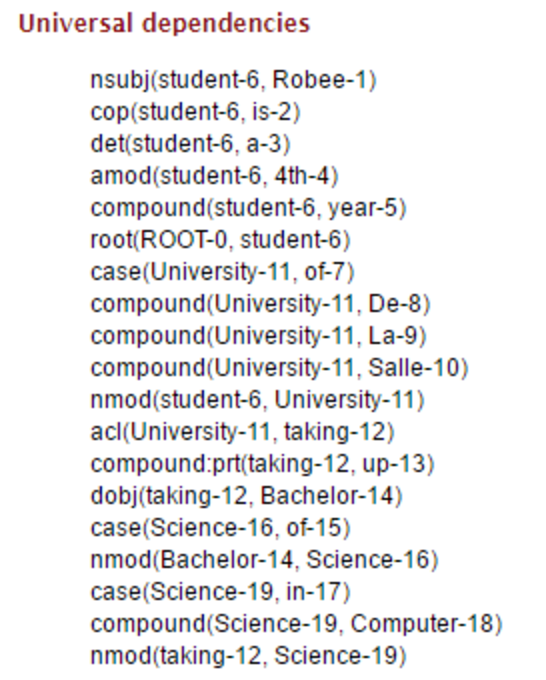 Universal dependencies
nsubj(student-6, Robee-1)
cop(student-6, is-2)
det(student-6, a-3)
amod(student-6, 4th-4)
compound(student-6, year-5)
root(ROOT-0, student-6)
case(University-11, of-7)
compound(University-11, De-8)
compound(University-11, La-9)
compound(University-11, Salle-10)
nmod(student-6, University-11)
acl(University-11, taking-12)
compound:prt(taking-12, up-13)
dobj(taking-12, Bachelor-14)
case(Science-16, of-15)
nmod(Bachelor-14, Science-16)
case(Science-19, in-17)
compound(Science-19, Computer-18)
nmod(taking-12, Science-19)